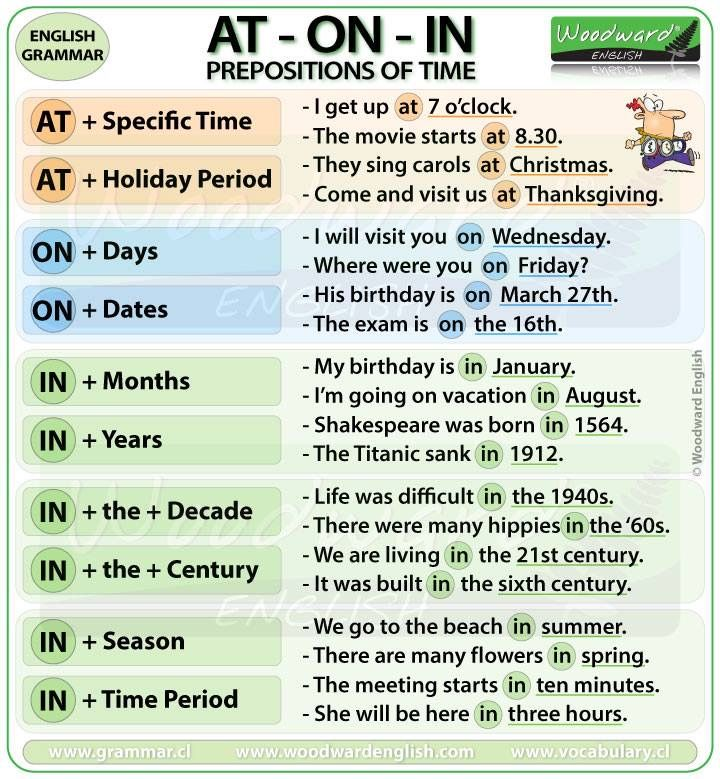 ENGLISH
GRAMMAR
AT - ON - IN
PREPOSITIONS OF TIME
Woodward®
ENGLISH
AT + Specific Time
AT + Holiday Period
- I get up at 7 o’clock.
- The movie starts at 8.30.
- They sing carols at Christmas.
- Come and visit us at Thanksgiving.
ON + Days
ON + Dates
- I will visit you on Wednesday.
- Where were you on Friday?
- His birthday is on March 27th.
- The exam is on the 16th.
IN + Months
IN + Years
- My birthday is in January.
- I’m going on vacation in August.
- Shakespeare was born in 1564.
- The Titanic sank in 1912.
IN + the + Decade
IN + the + Century
- Life was difficult in the 1940s.
- There were many hippies in the ‘60s.
- We are living in the 21st century.
- It was built in the sixth century.
IN + Season
IN + Time Period
- We go to the beach in summer.
- There are many flowers in spring.
- The meeting starts in ten minutes.
- She will be here in three hours.
© Woodward English
Woodward
ENGLISH
Woodward
ENGLISH
www.grammar.cl www.woodwardenglish.com www.vocabulary.cl